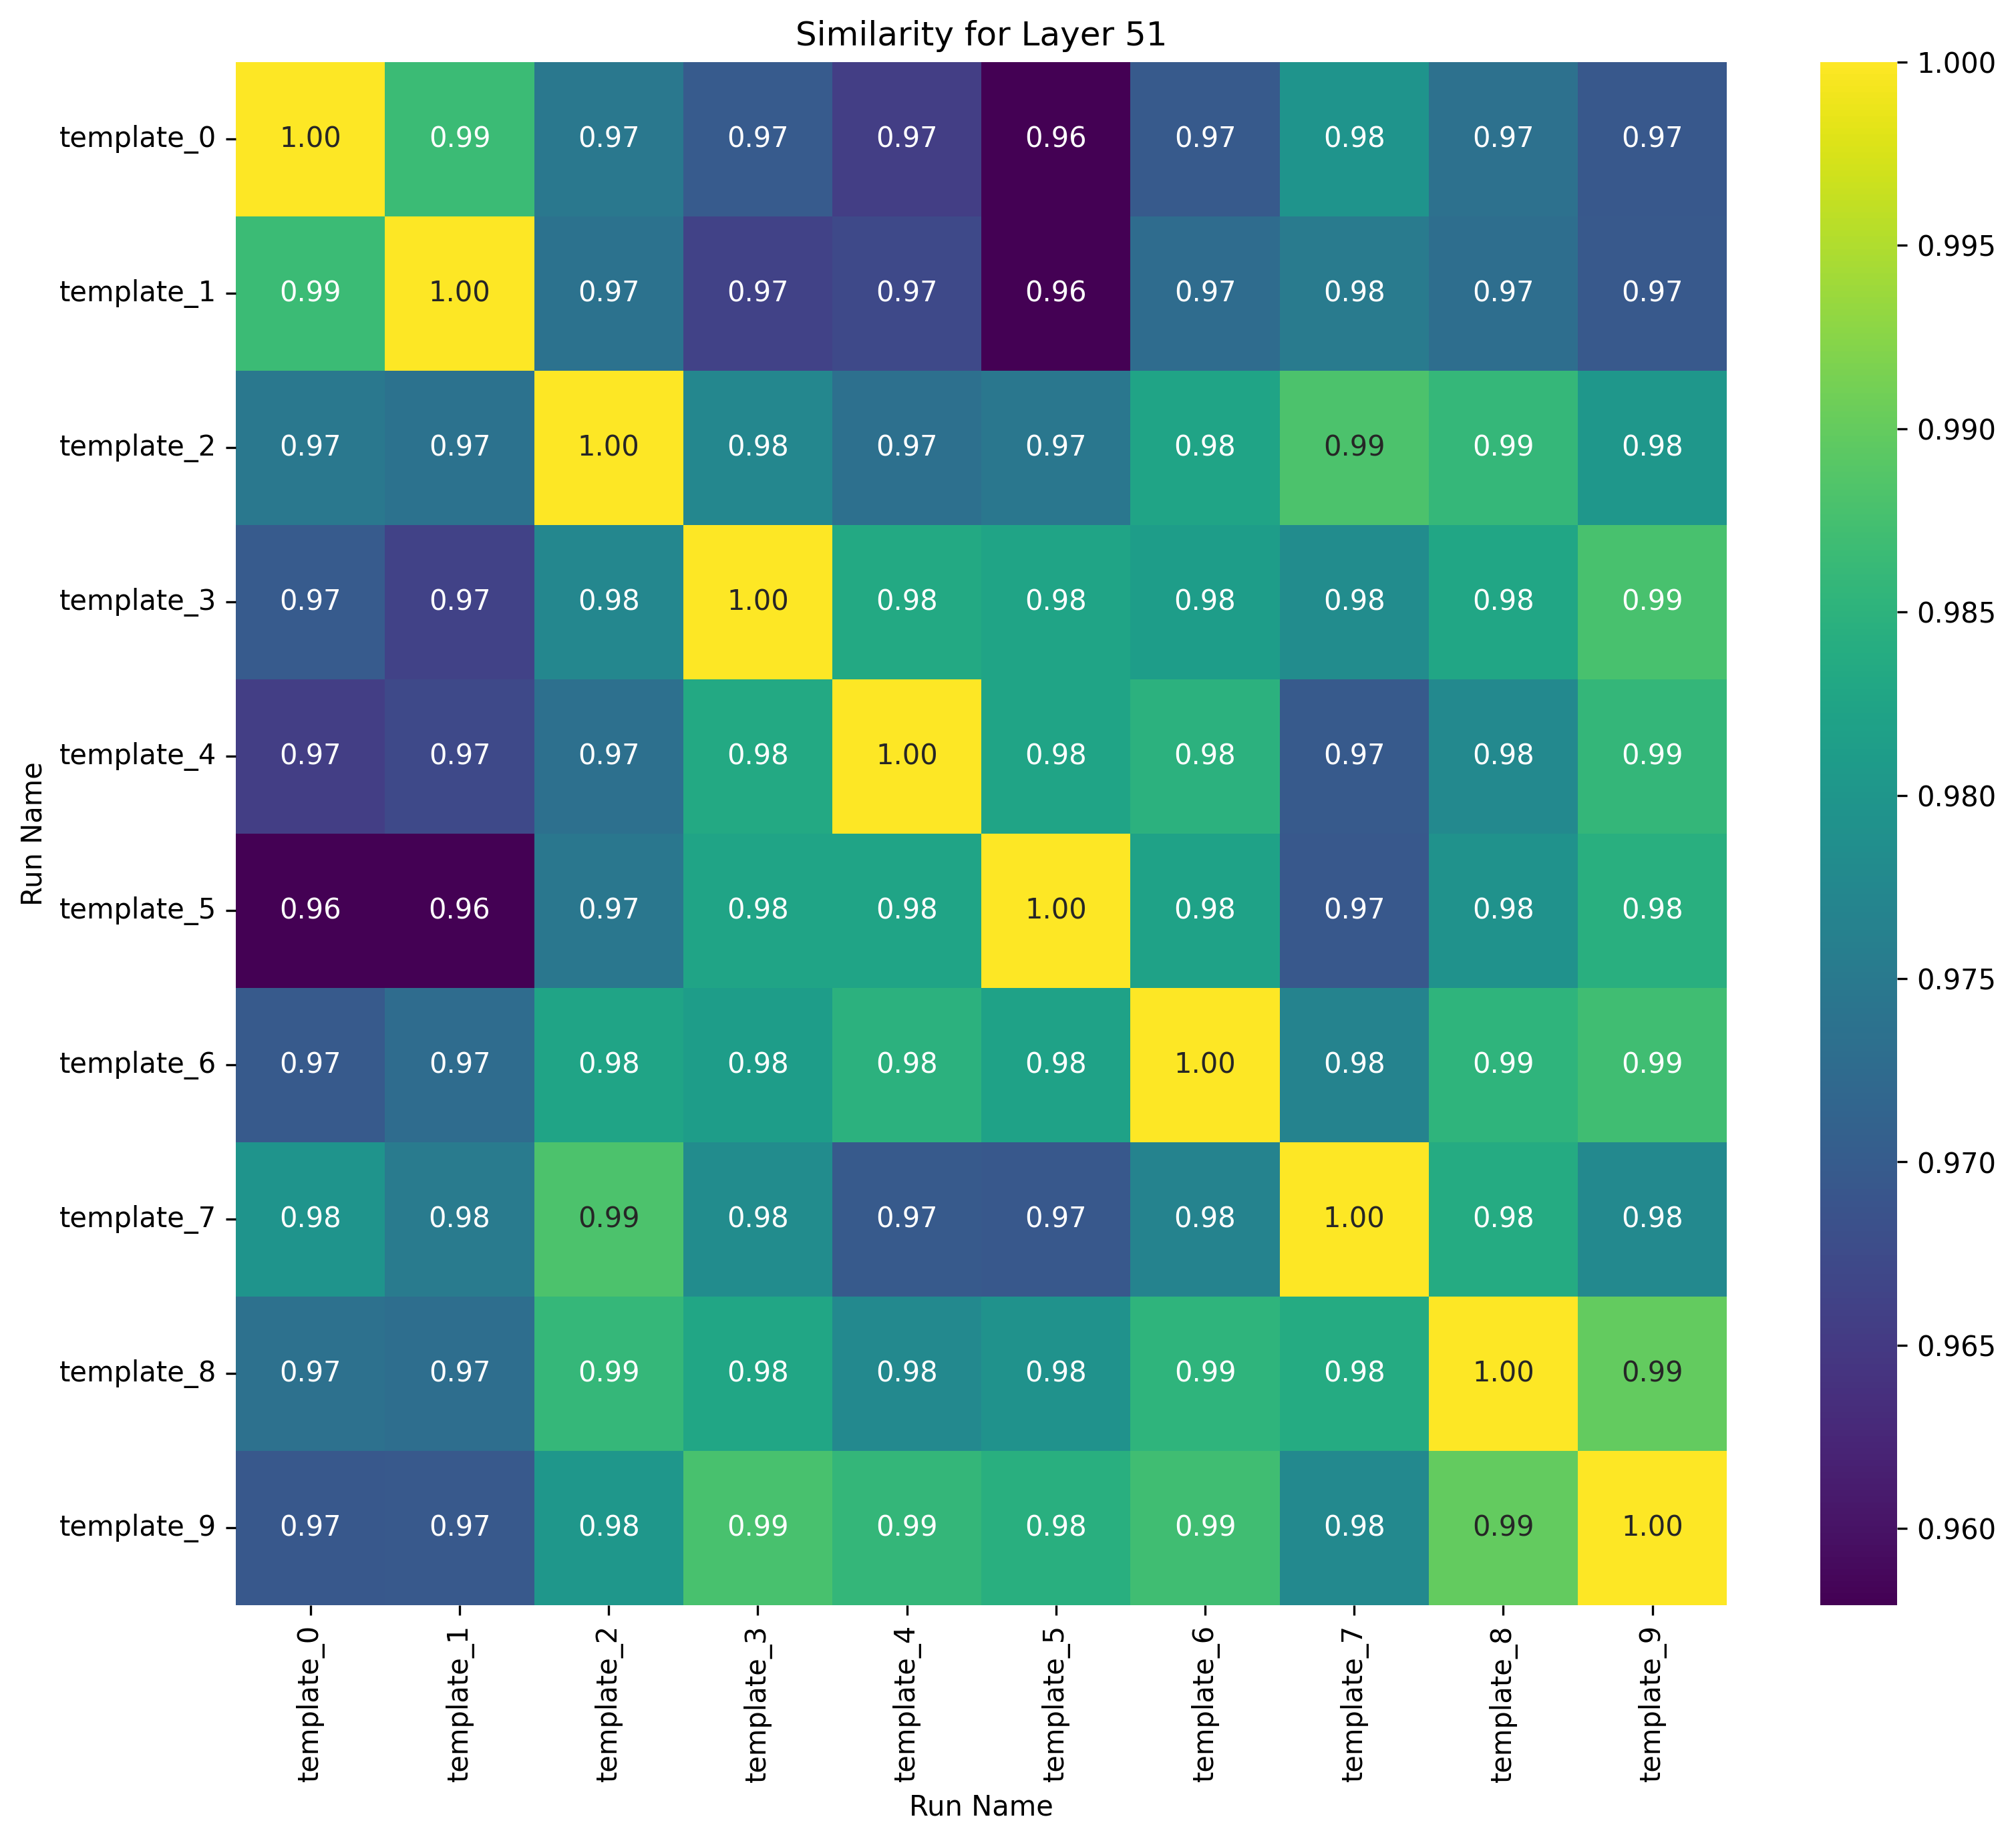 Similarity for Layer 51
template_0 1.00 0.99 0.97 0.97 0.97 0.96 0.97 0.98 0.97 0.97
template_1 0.99 1.00 0.97 0.97 0.97 0.96 0.97 0.98 0.97 0.97
template_2 0.97 0.97 1.00 0.98 0.97 0.97 0.98 0.99 0.99 0.98
template_3 0.97 0.97 0.98 1.00 0.98 0.98 0.98 0.98 0.98 0.99
template_4 0.97 0.97 0.97 0.98 1.00 0.98 0.98 0.97 0.98 0.99
template_5 0.96 0.96 0.97 0.98 0.98 1.00 0.98 0.97 0.98 0.98
template_6 0.97 0.97 0.98 0.98 0.98 0.98 1.00 0.98 0.99 0.99
template_7 0.98 0.98 0.99 0.98 0.97 0.97 0.98 1.00 0.98 0.98
template_8 0.97 0.97 0.99 0.98 0.98 0.98 0.99 0.98 1.00 0.99
template_9 0.97 0.97 0.98 0.99 0.99 0.98 0.99 0.98 0.99 1.00
Run Name
template_0 template_1 template_2 template_3 template_4 template_5 template_6 template_7 template_8 template_9
Run Name
1.000
0.995
0.990
0.985
0.980
0.975
0.970
0.965
0.960